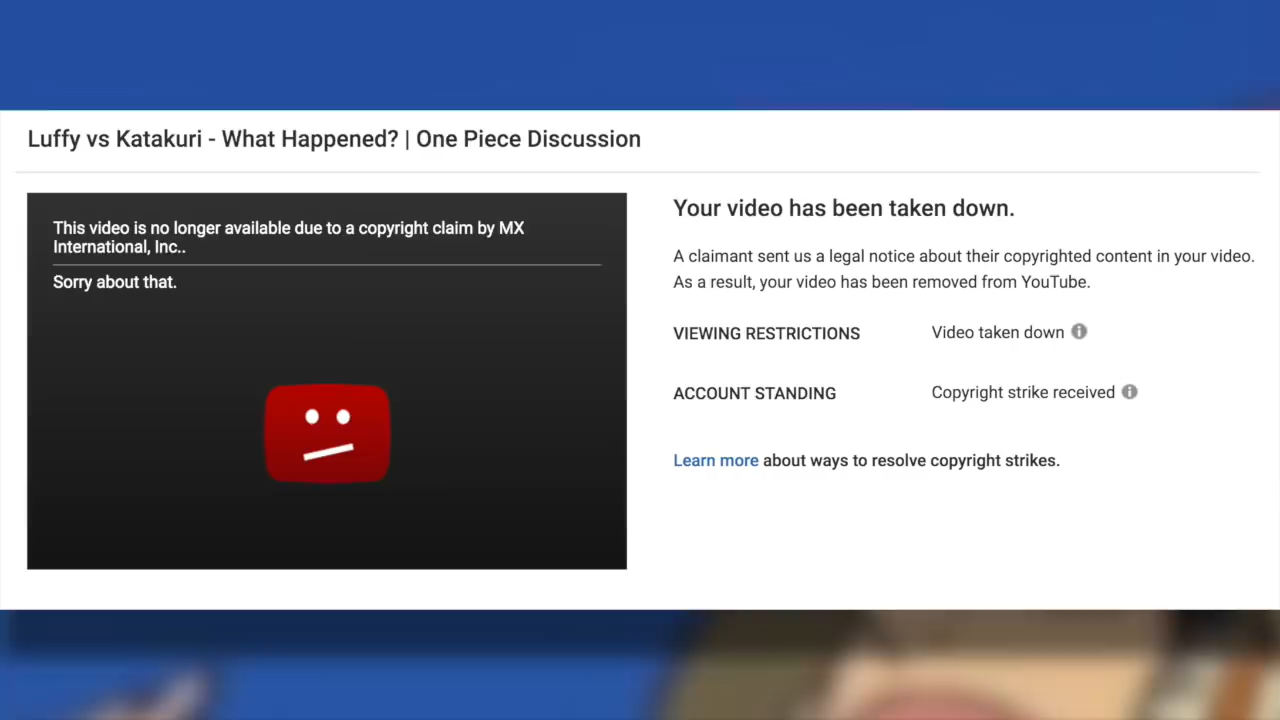 Luffy vs Katakuri - What Happened? | One Piece Discussion
This video is no longer available due to a copyright claim by MX
International, Inc..
Sorry about that.
Your video has been taken down.
A claimant sent us a legal notice about their copyrighted content in your video.
As a result, your video has been removed from YouTube.
VIEWING RESTRICTIONS Video taken down
ACCOUNT STANDING Copyright strike received
Learn more about ways to resolve copyright strikes.